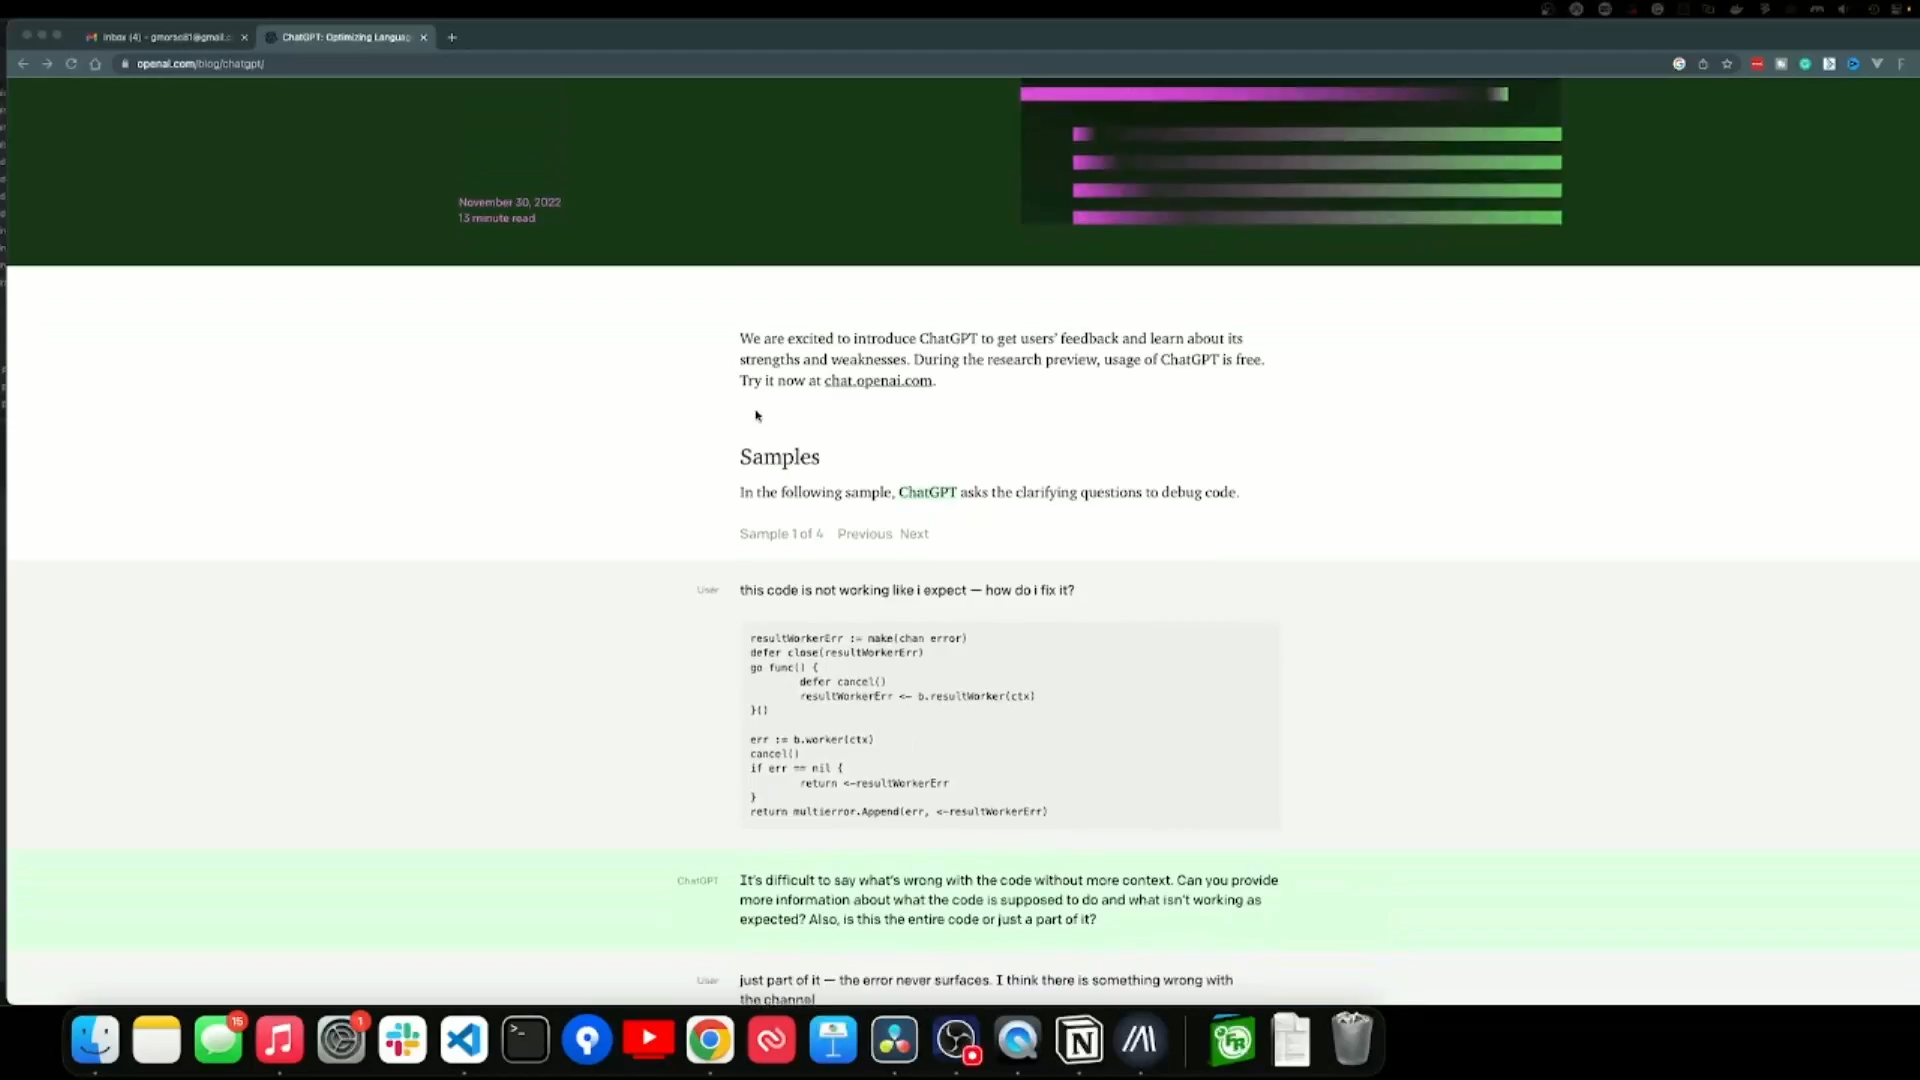 Inbox (4) - gmorsoi81@gmail.c
ChatGPT: Optimizing Languag
openai.com/blog/chatgpt/
November 30, 2022
13 minute read
We are excited to introduce ChatGPT to get users' feedback and learn about its
strengths and weaknesses. During the research preview, usage of ChatGPT is free.
Try it now at chat.openai.com.
Samples
In the following sample, ChatGPT asks the clarifying questions to debug code.
Sample 1 of 4 Previous Next
User
this code is not working like i expect — how do i fix it?
resultWorkerErr := make(chan error)
defer close(resultWorkerErr)
go func() {
defer cancel()
resultWorkerErr <- b.resultWorker(ctx)
}()
err := b.worker(ctx)
cancel()
if err == nil {
return <-resultWorkerErr
}
return multierror.Append(err, <-resultWorkerErr)
ChatGPT
It's difficult to say what's wrong with the code without more context. Can you provide
more information about what the code is supposed to do and what isn't working as
expected? Also, is this the entire code or just a part of it?
User
just part of it — the error never surfaces. I think there is something wrong with
the channel
15
1